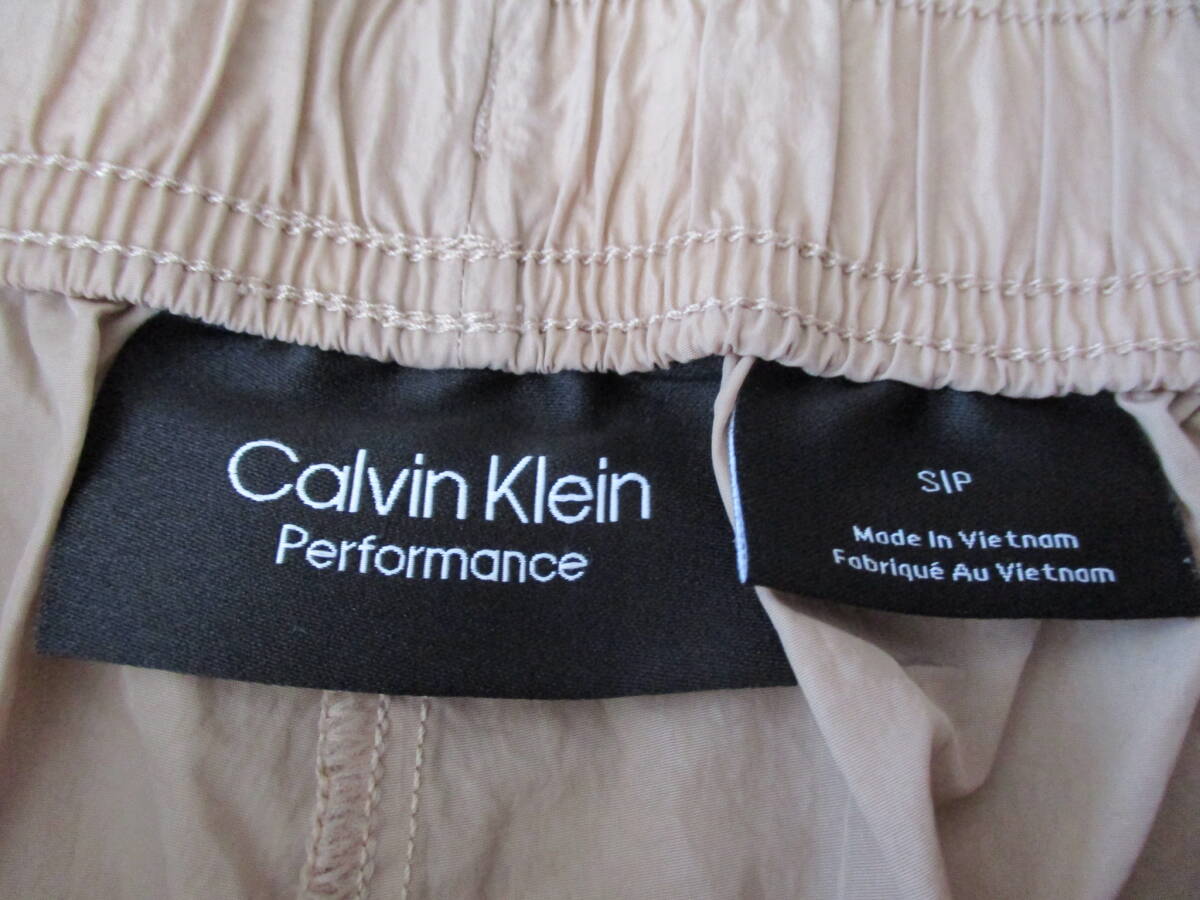 Calvin Klein
Performance
S|P
Made In Vietnam
Fabriqué Au Vietnam